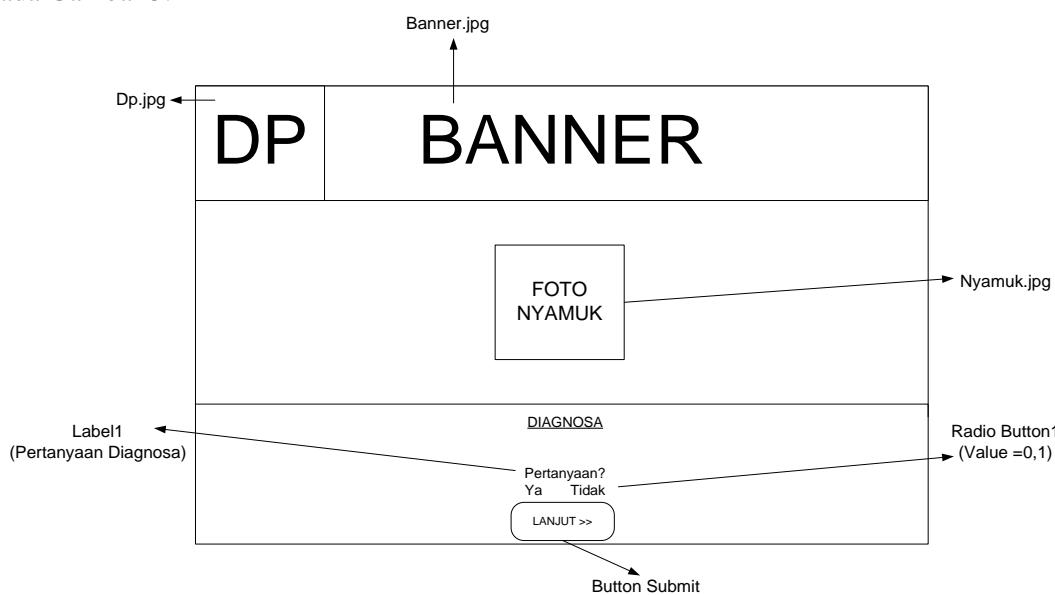 Banner.jpg
Dp.jpg
DP
BANNER
FOTO
NYAMUK
Nyamuk.jpg
DIAGNOSA
Label1
(Pertanyaan Diagnosa)
Radio Button1
(Value =0,1)
Pertanyaan?
Ya Tidak
LANJUT >>
Button Submit